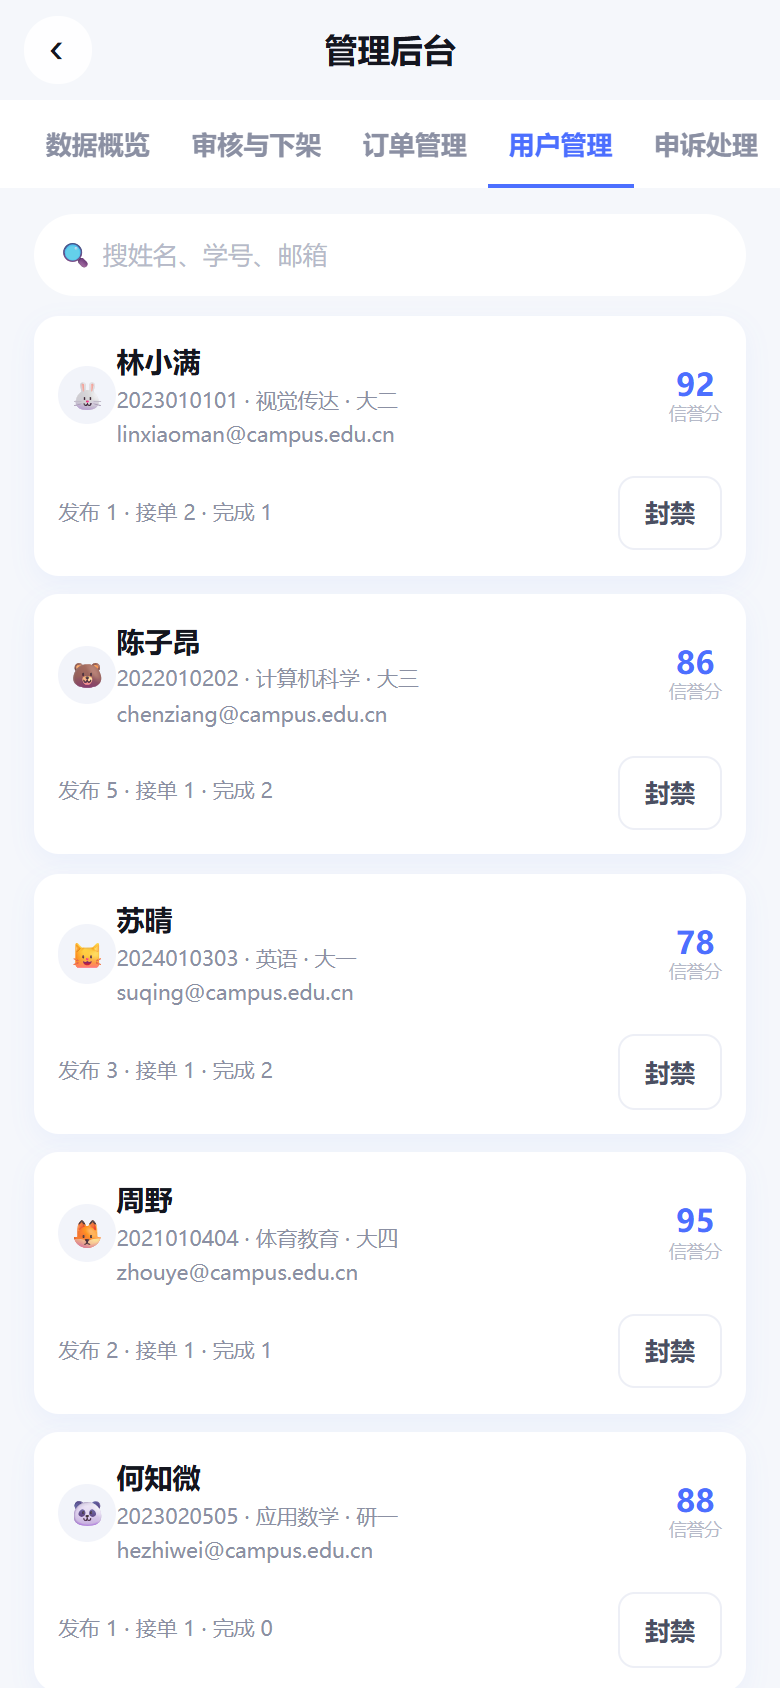 ‹
管理后台
数据概览 审核与下架 订单管理 用户管理 申诉处理
搜姓名、学号、邮箱
林小满
2023010101 · 视觉传达 · 大二
linxiaoman@campus.edu.cn
92
信誉分
发布 1 · 接单 2 · 完成 1
封禁
陈子昂
2022010202 · 计算机科学 · 大三
chenziang@campus.edu.cn
86
信誉分
发布 5 · 接单 1 · 完成 2
封禁
苏晴
2024010303 · 英语 · 大一
suqing@campus.edu.cn
78
信誉分
发布 3 · 接单 1 · 完成 2
封禁
周野
2021010404 · 体育教育 · 大四
zhouye@campus.edu.cn
95
信誉分
发布 2 · 接单 1 · 完成 1
封禁
何知微
2023020505 · 应用数学 · 研一
hezhiwei@campus.edu.cn
88
信誉分
发布 1 · 接单 1 · 完成 0
封禁